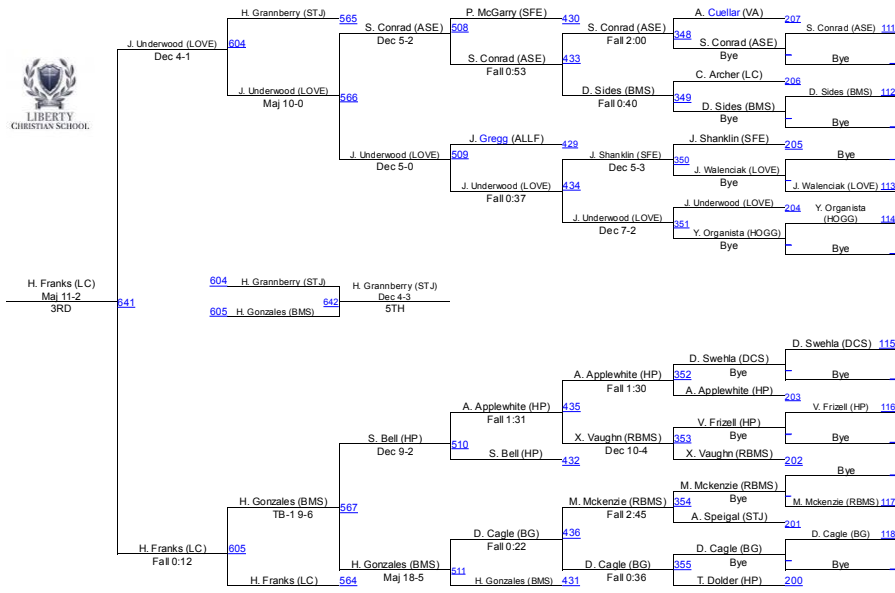 H. Grannberry (STJ) 565 P. McGarry (SFE) 430 A. Cuellar (VA) 207
S. Conrad (ASE) 508 S. Conrad (ASE) 348 S. Conrad (ASE) 111
J. Underwood (LOVE) 604 Dec 5-2 Fall 2:00 S. Conrad (ASE)
Dec 4-1 S. Conrad (ASE) 433 Bye Bye
Fall 0:53 C. Archer (LC) 206
J. Underwood (LOVE) 566 D. Sides (BMS) 349 D. Sides (BMS) 112
Maj 10-0 Fall 0:40 D. Sides (BMS)
Bye Bye
LIBERTY
CHRISTIAN SCHOOL
J. Gregg (ALLF) 429 J. Shanklin (SFE) 205
J. Underwood (LOVE) 509 J. Shanklin (SFE) 350 Bye
Dec 5-0 Dec 5-3 J. Walenciak (LOVE)
J. Underwood (LOVE) 434 Bye J. Walenciak (LOVE) 113
Fall 0:37 J. Underwood (LOVE) 204 Y. Organista
J. Underwood (LOVE) 351 (HOGG) 114
Dec 7-2 Y. Organista (HOGG)
Bye Bye
H. Franks (LC) 604 H. Grannberry (STJ) H. Grannberry (STJ)
Maj 11-2 641 642 Dec 4-3
3RD 605 H. Gonzales (BMS) 5TH
D. Swehla (DCS) 115
D. Swehla (DCS)
A. Applewhite (HP) 352 Bye Bye
Fall 1:30 A. Applewhite (HP) 203
A. Applewhite (HP) 435 V. Frizell (HP) 116
Fall 1:31 V. Frizell (HP)
S. Bell (HP) 510 X. Vaughn (RBMS) 353 Bye Bye
Dec 9-2 S. Bell (HP) 432 Dec 10-4 X. Vaughn (RBMS) 202
Bye
M. Mckenzie (RBMS)
H. Gonzales (BMS) 567 M. Mckenzie (RBMS) 354 Bye M. Mckenzie (RBMS) 117
TB-1 9-6 Fall 2:45 A. Speigal (STJ) 201
D. Cagle (BG) 436 D. Cagle (BG) 118
H. Franks (LC) 605 Fall 0:22 D. Cagle (BG)
Fall 0:12 H. Gonzales (BMS) 511 D. Cagle (BG) 355 Bye Bye
H. Franks (LC) 564 Maj 18-5 H. Gonzales (BMS) 431 Fall 0:36 T. Dolder (HP) 200